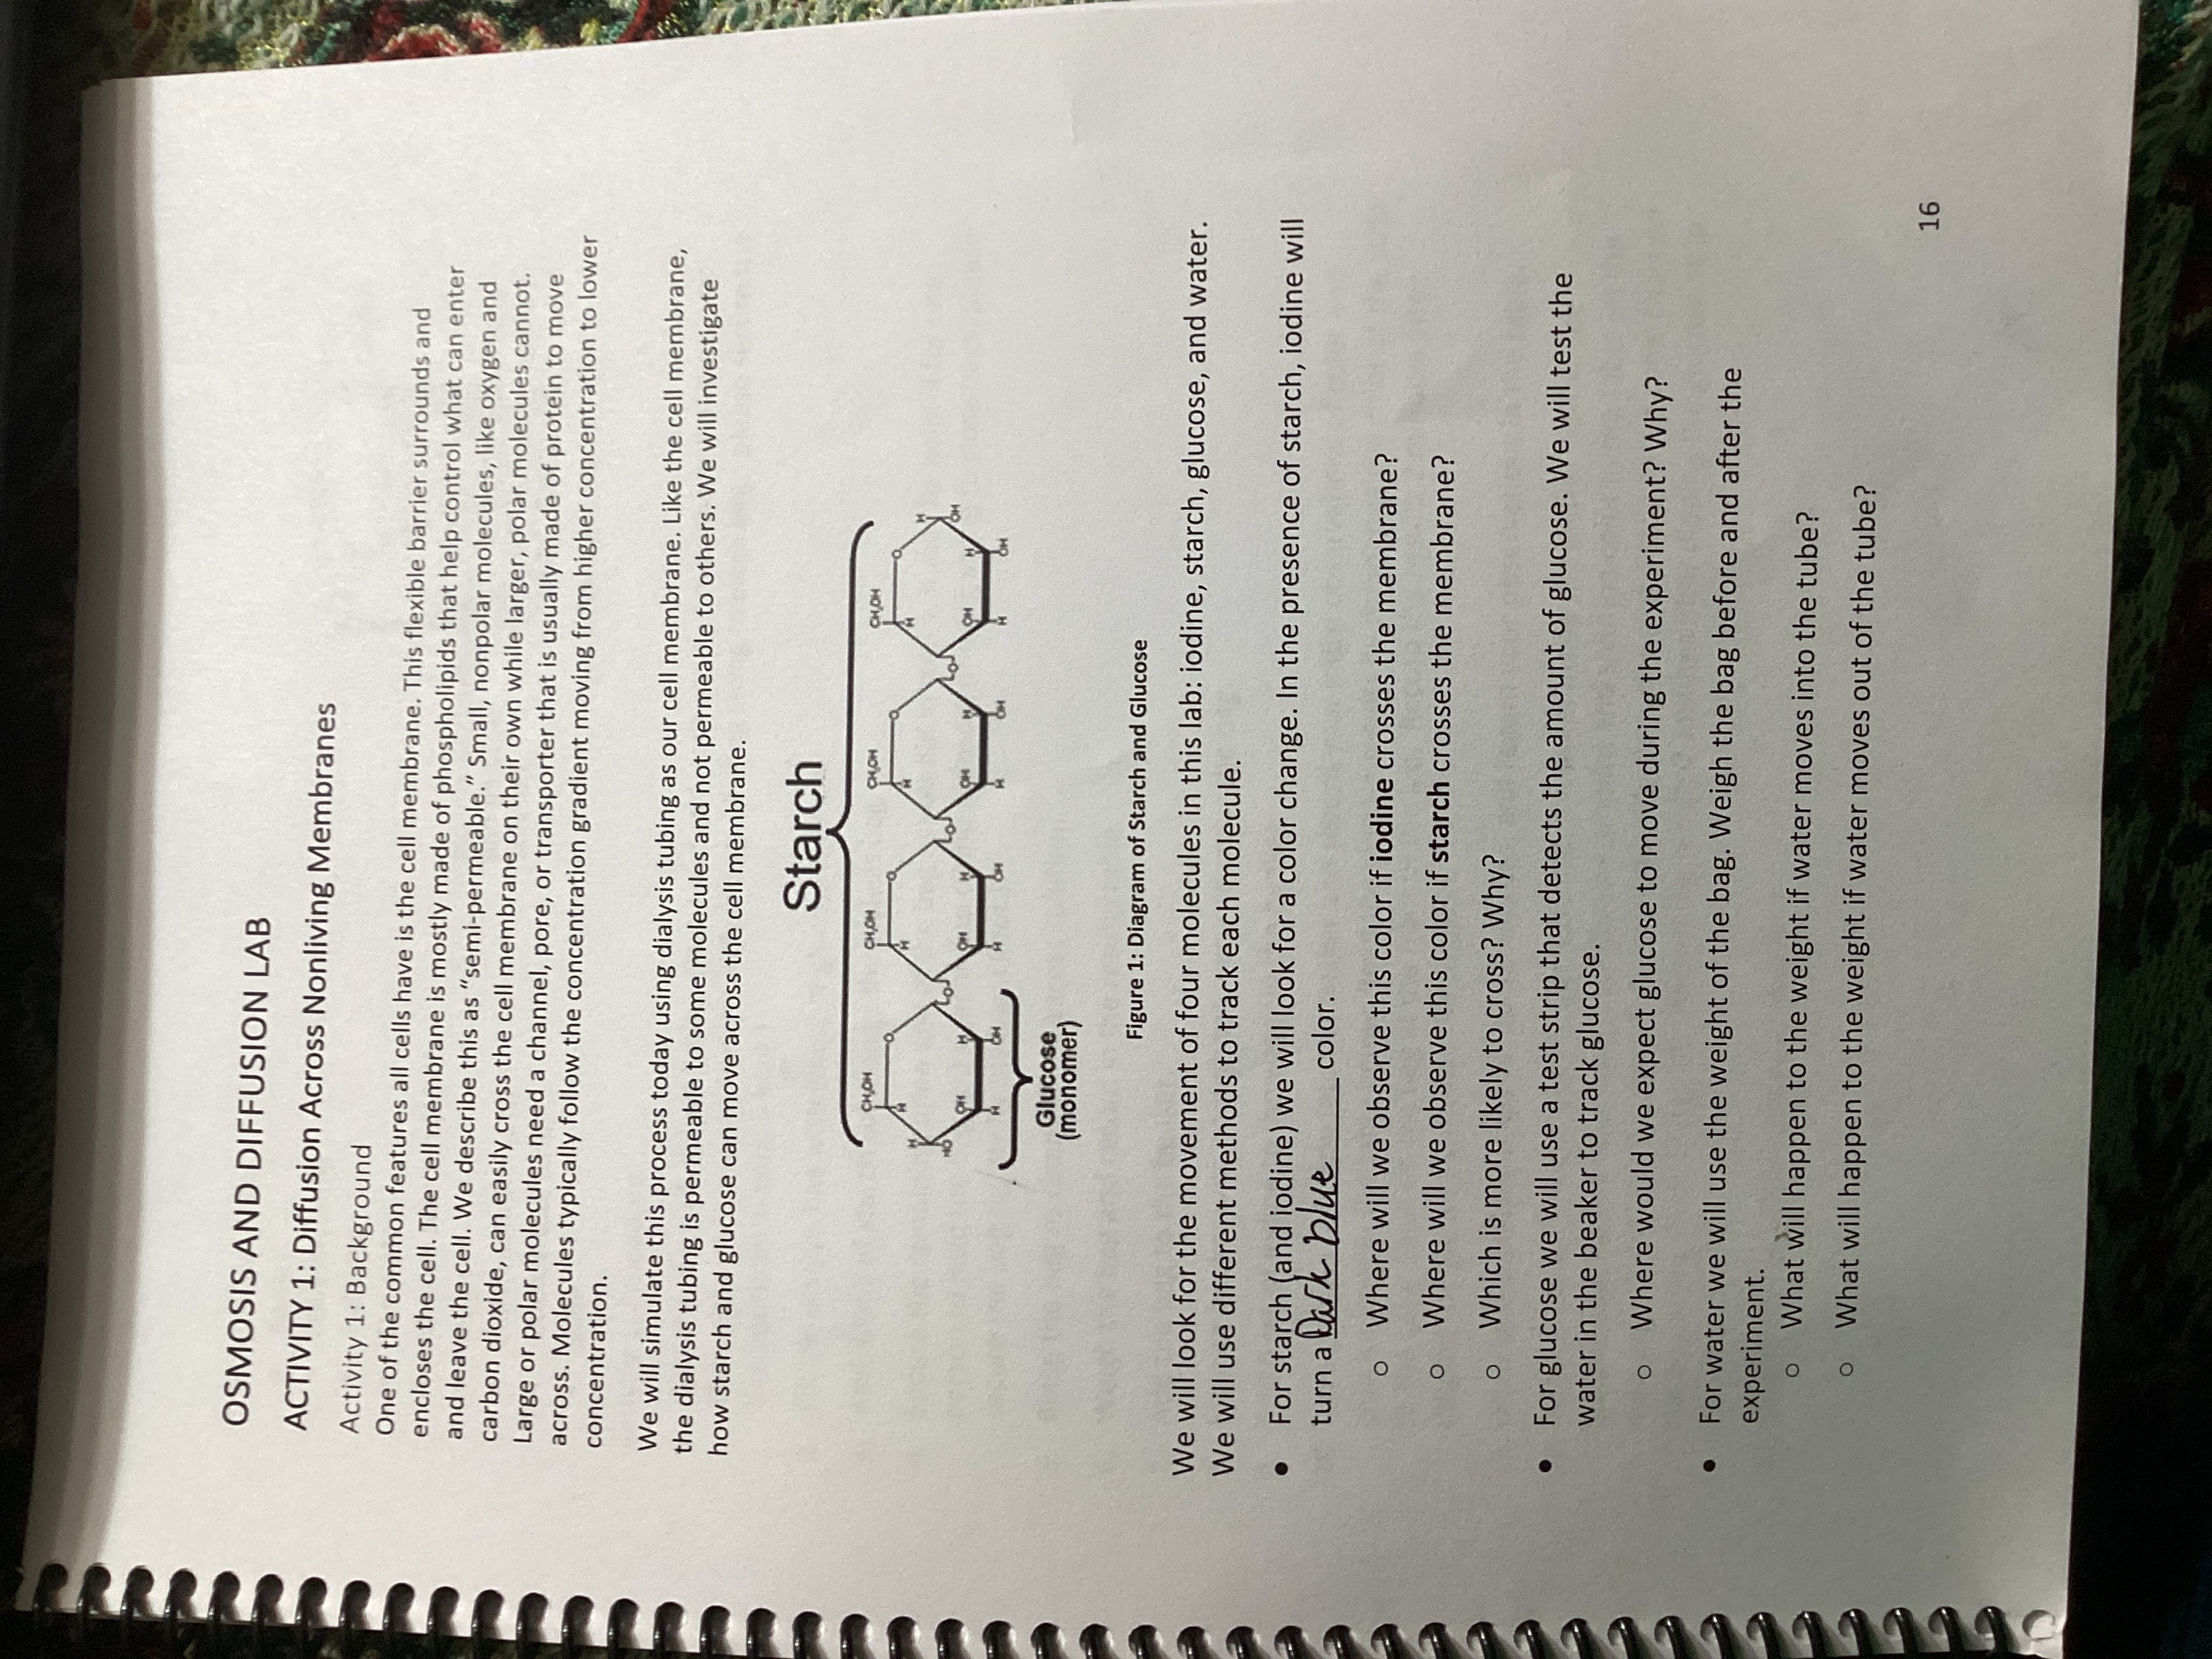 OSMOSIS AND DIFFUSION LAB
ACTIVITY 1: Diffusion Across Nonliving Membranes
Activity 1: Background
One of the common features all cells have is the cell membrane. This flexible barrier surrounds and
encloses the cell. The cell membrane is mostly made of phospholipids that help control what can enter
and leave the cell. We describe this as “semi-permeable.” Small, nonpolar molecules, like oxygen and
carbon dioxide, can easily cross the cell membrane on their own while larger, polar molecules cannot.
Large or polar molecules need a channel, pore, or transporter that is usually made of protein to move
across. Molecules typically follow the concentration gradient moving from higher concentration to lower
concentration.
We will simulate this process today using dialysis tubing as our cell membrane. Like the cell membrane,
the dialysis tubing is permeable to some molecules and not permeable to others. We will investigate
how starch and glucose can move across the cell membrane.
Starch
CH₂OH CH₂OH CH₂OH CH₂OH
O O O O
H H H H
H H
HO O O O OH
OH H OH H OH H OH H
H OH H OH H OH H OH
Glucose
(monomer)
Figure 1: Diagram of Starch and Glucose
We will look for the movement of four molecules in this lab: iodine, starch, glucose, and water.
We will use different methods to track each molecule.
• For starch (and iodine) we will look for a color change. In the presence of starch, iodine will
turn a Dark blue color.
o Where will we observe this color if iodine crosses the membrane?
o Where will we observe this color if starch crosses the membrane?
o Which is more likely to cross? Why?
• For glucose we will use a test strip that detects the amount of glucose. We will test the
water in the beaker to track glucose.
o Where would we expect glucose to move during the experiment? Why?
• For water we will use the weight of the bag. Weigh the bag before and after the
experiment.
o What will happen to the weight if water moves into the tube?
o What will happen to the weight if water moves out of the tube?
16